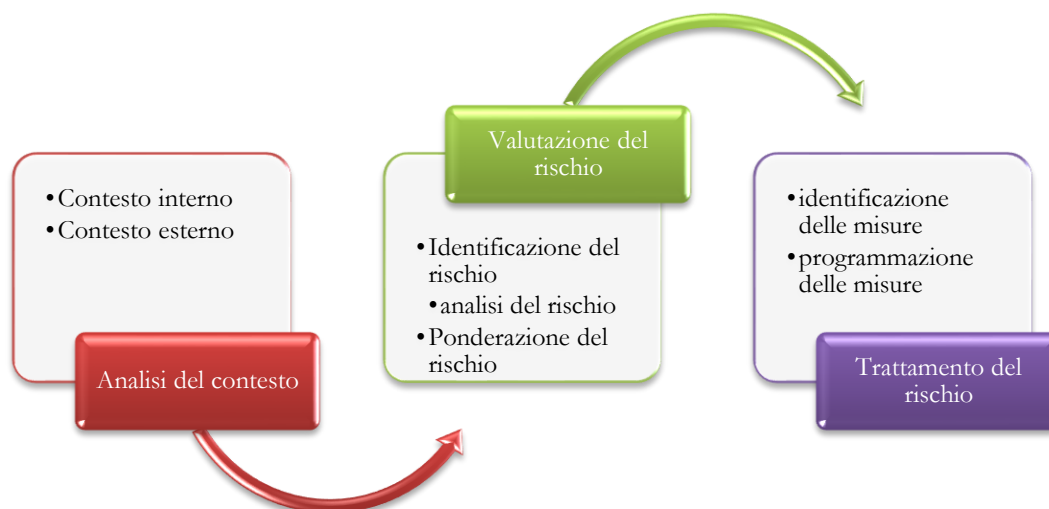 • Contesto interno
• Contesto esterno
Analisi del contesto
Valutazione del
rischio
• Identificazione del
rischio
• analisi del rischio
• Ponderazione del
rischio
• identificazione
delle misure
• programmazione
delle misure
Trattamento del
rischio